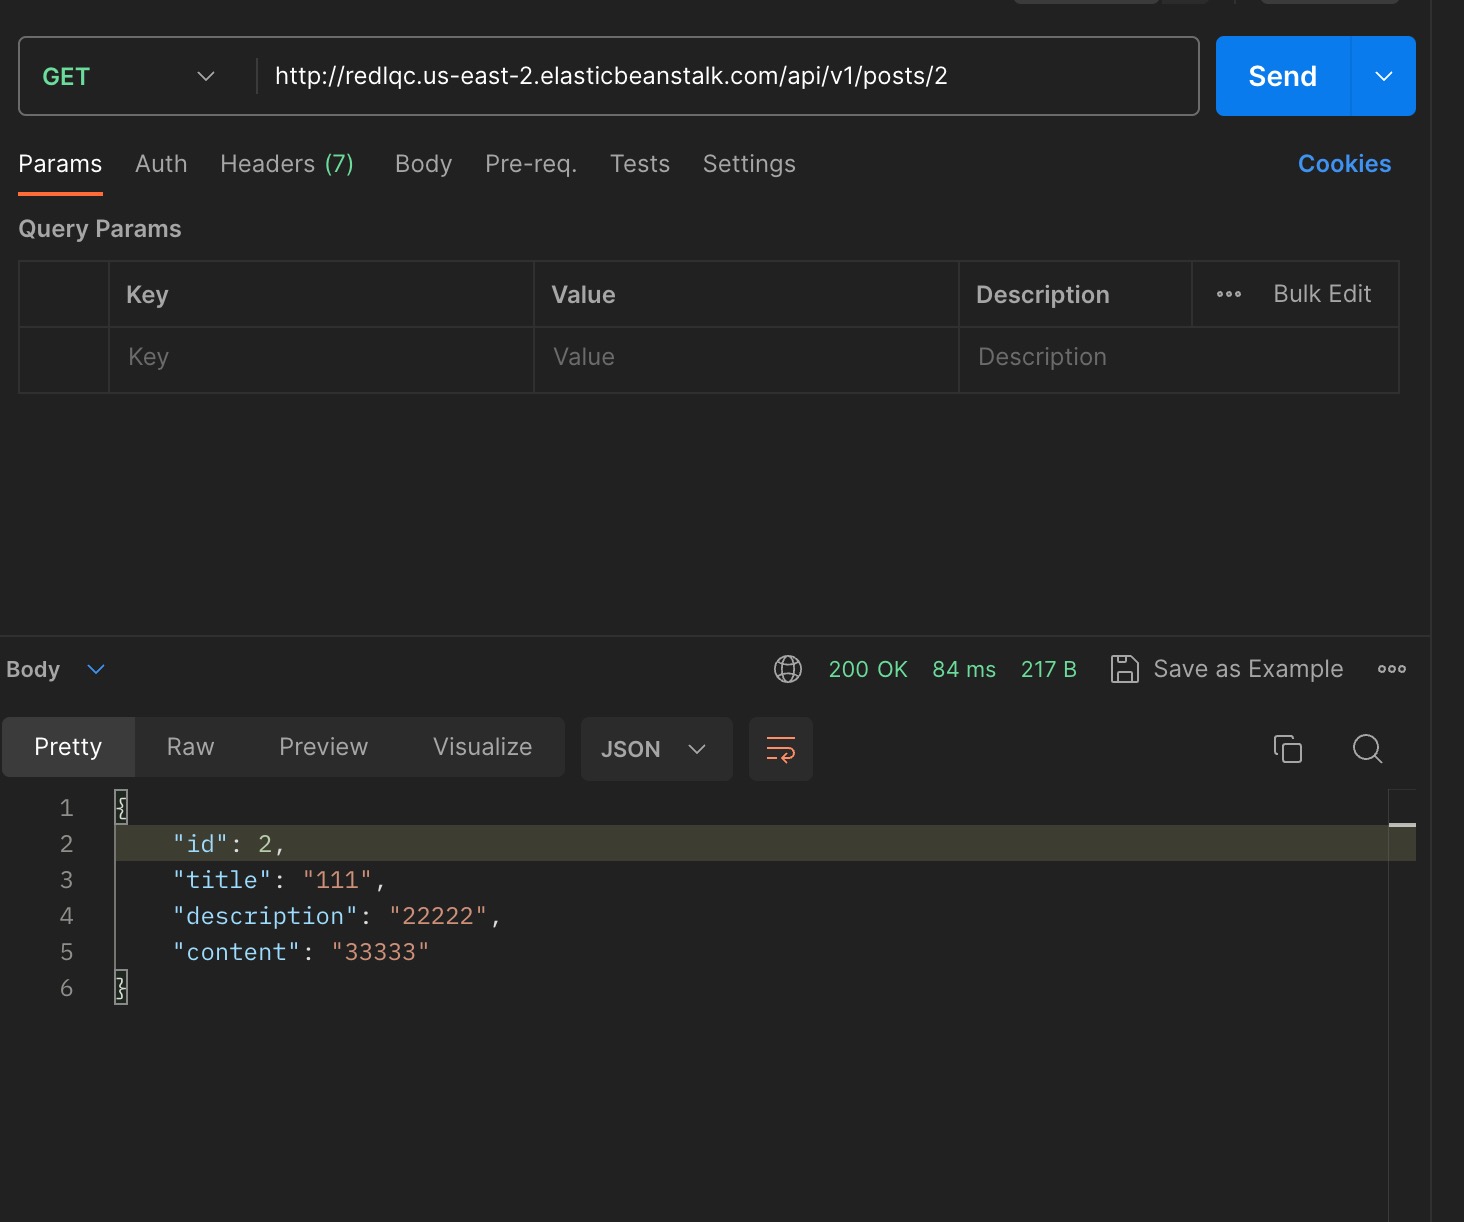 GET http://redlqc.us-east-2.elasticbeanstalk.com/api/v1/posts/2 Send
Params Auth Headers (7) Body Pre-req. Tests Settings Cookies
Query Params
Key Value Description Bulk Edit
Key Value Description
Body 200 OK 84 ms 217 B Save as Example
Pretty Raw Preview Visualize JSON
1 {
2 "id": 2,
3 "title": "111",
4 "description": "22222",
5 "content": "33333"
6 }